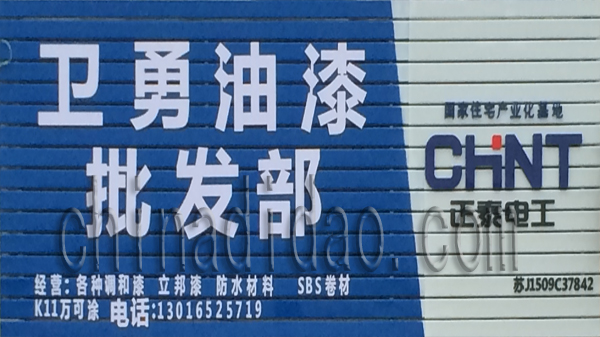 卫勇油漆
批发部
国家住宅产业化基地
CHNT
正泰电工
chinadidao.com
经营:各种调和漆 立邦漆 防水材料 SBS卷材
K11万可涂 电话:13016525719
苏J1509C37842